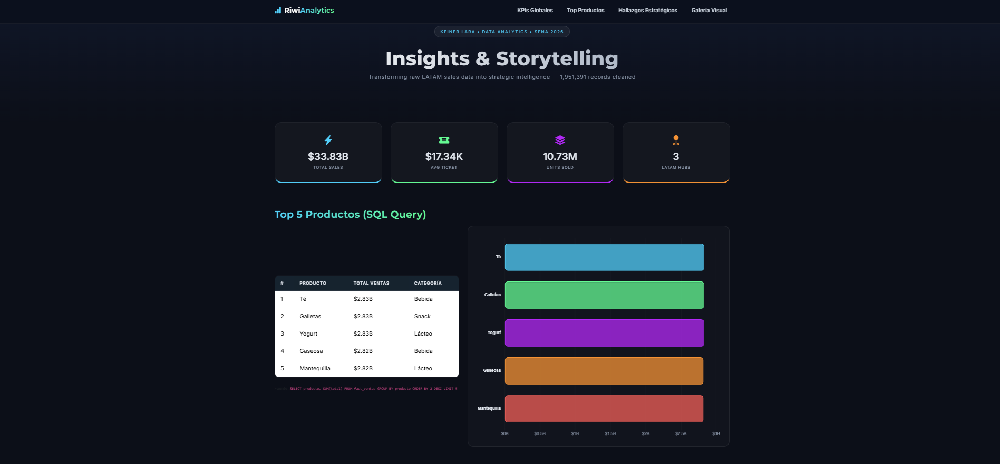 RiwiAnalytics
KPIs Globales
Top Productos
Hallazgos Estratégicos
Galería Visual
KEINER LARA • DATA ANALYTICS • SENA 2026
Insights & Storytelling
Transforming raw LATAM sales data into strategic intelligence — 1,951,391 records cleaned
$33.83B
TOTAL SALES
$17.34K
AVG TICKET
10.73M
UNITS SOLD
3
LATAM HUBS
Top 5 Productos (SQL Query)
# PRODUCTO TOTAL VENTAS CATEGORÍA
1 Té $2.83B Bebida
2 Galletas $2.83B Snack
3 Yogurt $2.83B Lácteo
4 Gaseosa $2.82B Bebida
5 Mantequilla $2.82B Lácteo
SELECT producto, SUM(total) FROM fact_ventas GROUP BY producto ORDER BY 2 DESC LIMIT 5
Té
Galletas
Yogurt
Gaseosa
Mantequilla
$0B $0.5B $1B $1.5B $2B $2.5B $3B